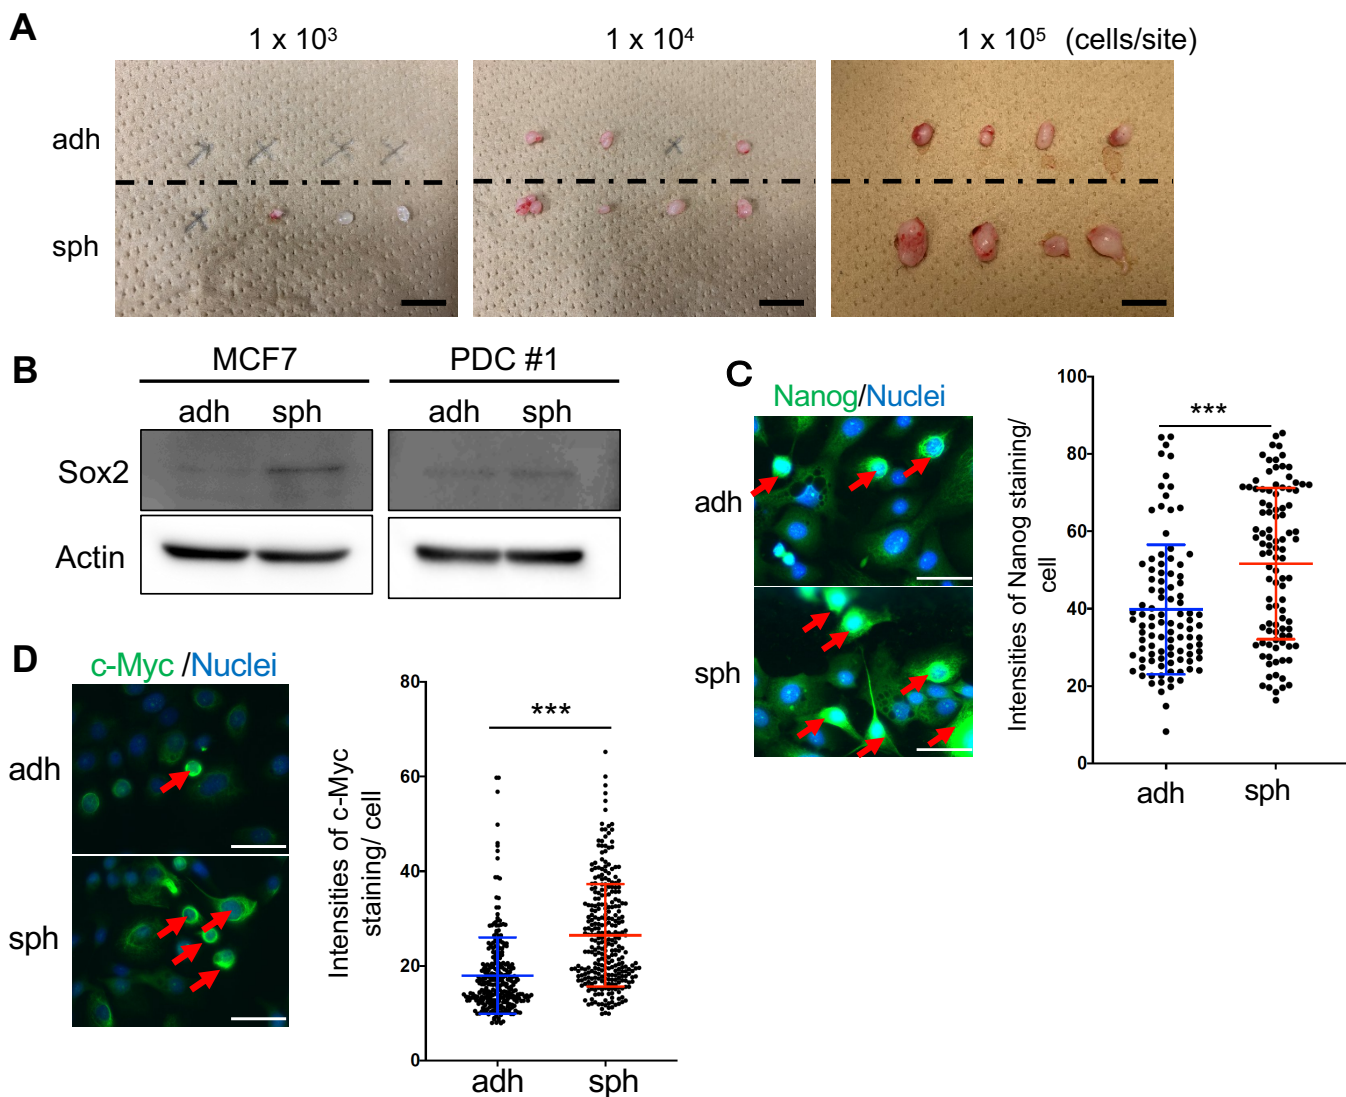 A
1 x 10³
1 x 10⁴
1 x 10⁵ (cells/site)
adh
sph
B
MCF7
PDC #1
adh
sph
adh
sph
Sox2
Actin
C
Nanog/Nuclei
adh
sph
Intensities of Nanog staining/
cell
100
80
60
40
20
0
***
adh
sph
D
c-Myc /Nuclei
adh
sph
Intensities of c-Myc
staining/ cell
80
60
40
20
0
***
adh
sph